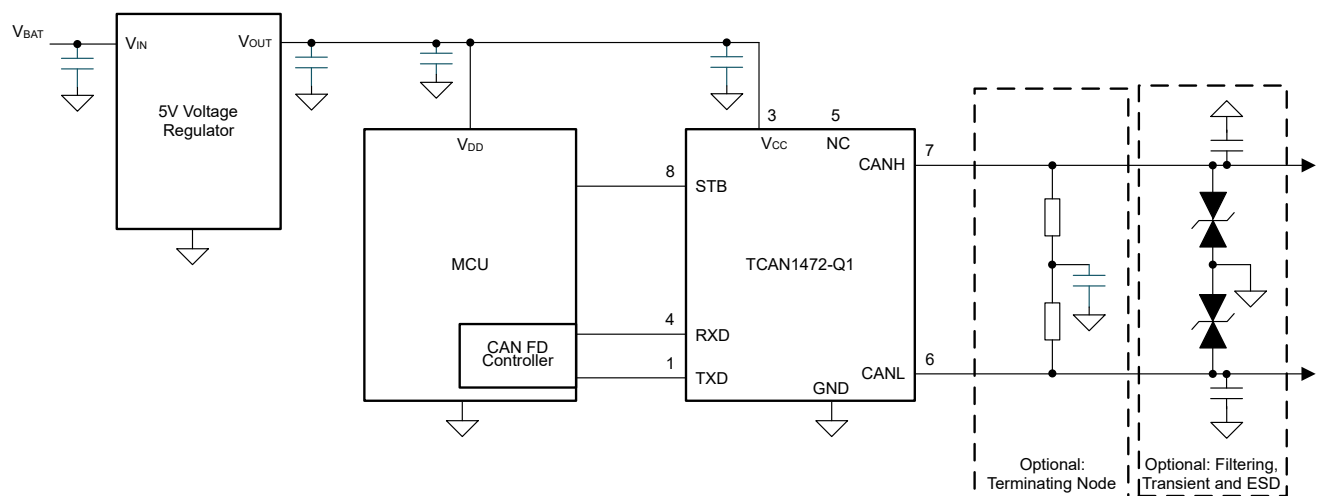 VBAT
VIN
VOUT
5V Voltage
Regulator
VDD
MCU
CAN FD
Controller
8
STB
4
RXD
1
TXD
3
5
VCC
NC
TCAN1472-Q1
CANH
7
CANL
6
GND
Optional:
Terminating Node
Optional: Filtering,
Transient and ESD